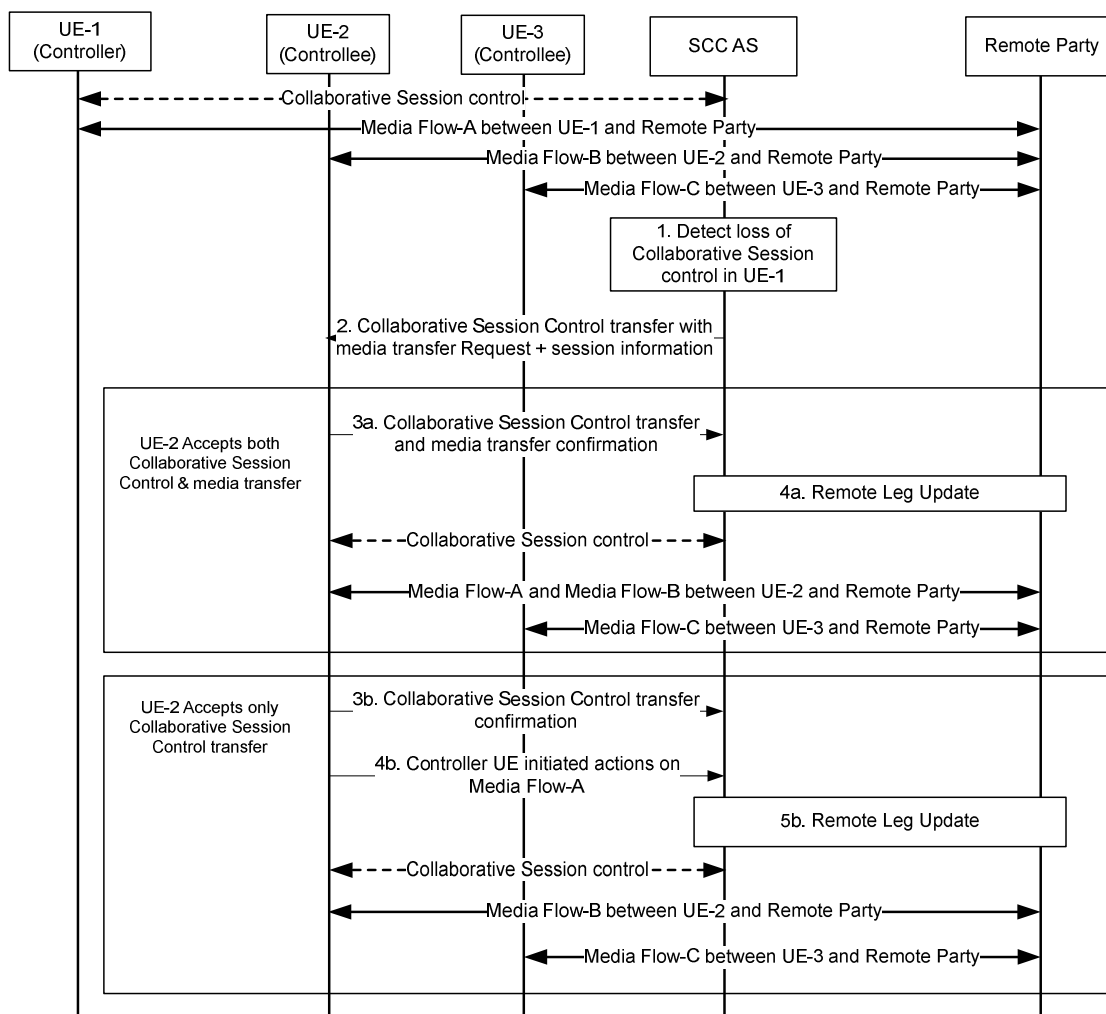 UE-1
(Controller)
UE-2
(Controllee)
UE-3
(Controllee)
SCC AS
Remote Party
Collaborative Session control
Media Flow-A between UE-1 and Remote Party
Media Flow-B between UE-2 and Remote Party
Media Flow-C between UE-3 and Remote Party
1. Detect loss of
Collaborative Session
control in UE-1
2. Collaborative Session Control transfer with
media transfer Request + session information
UE-2 Accepts both
Collaborative Session
Control & media transfer
3a. Collaborative Session Control transfer
and media transfer confirmation
4a. Remote Leg Update
Collaborative Session control
Media Flow-A and Media Flow-B between UE-2 and Remote Party
Media Flow-C between UE-3 and Remote Party
UE-2 Accepts only
Collaborative Session
Control transfer
3b. Collaborative Session Control transfer
confirmation
4b. Controller UE initiated actions on
Media Flow-A
5b. Remote Leg Update
Collaborative Session control
Media Flow-B between UE-2 and Remote Party
Media Flow-C between UE-3 and Remote Party